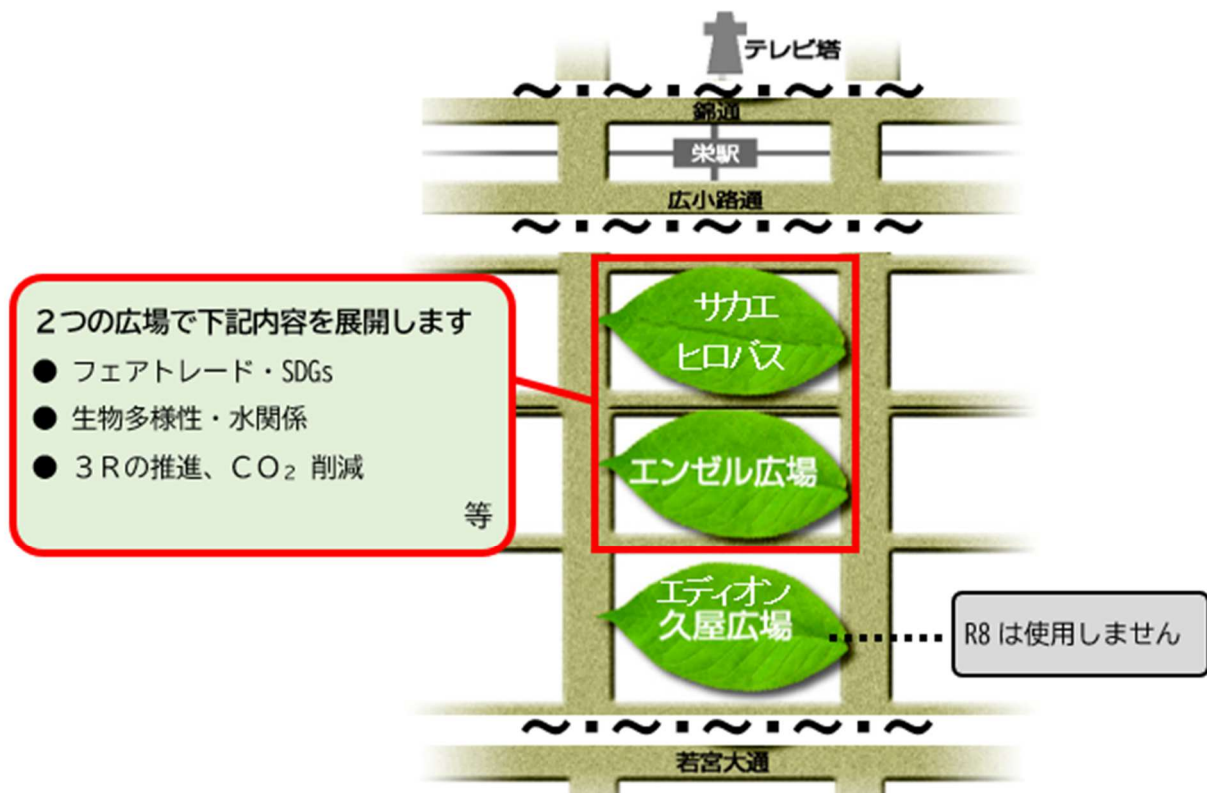 テレビ塔
錦通
栄駅
広小路通
２つの広場で下記内容を展開します
● フェアトレード・SDGs
● 生物多様性・水関係
● ３Ｒの推進、ＣＯ₂ 削減
等
サカエ
ヒロバス
エンゼル広場
エディオン
久屋広場
R8 は使用しません
若宮大通